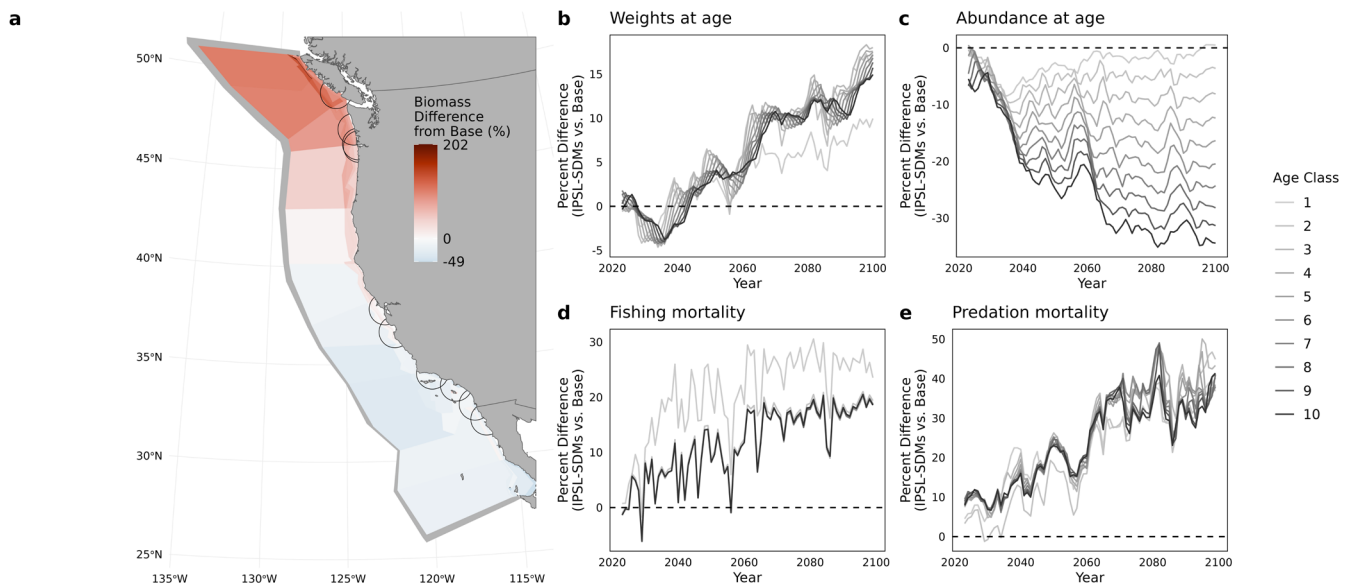 a
50°N
45°N
40°N
35°N
30°N
25°N
135°W
130°W
125°W
120°W
115°W
Biomass
Difference
from Base (%)
202
0
-49
b
Weights at age
Percent Difference
(IPSL-SDMs vs. Base)
15
10
5
0
-5
2020
2040
2060
2080
2100
Year
c
Abundance at age
Percent Difference
(IPSL-SDMs vs. Base)
0
-10
-20
-30
2020
2040
2060
2080
2100
Year
d
Fishing mortality
Percent Difference
(IPSL-SDMs vs. Base)
30
20
10
0
2020
2040
2060
2080
2100
Year
e
Predation mortality
Percent Difference
(IPSL-SDMs vs. Base)
50
40
30
20
10
0
2020
2040
2060
2080
2100
Year
Age Class
1
2
3
4
5
6
7
8
9
10